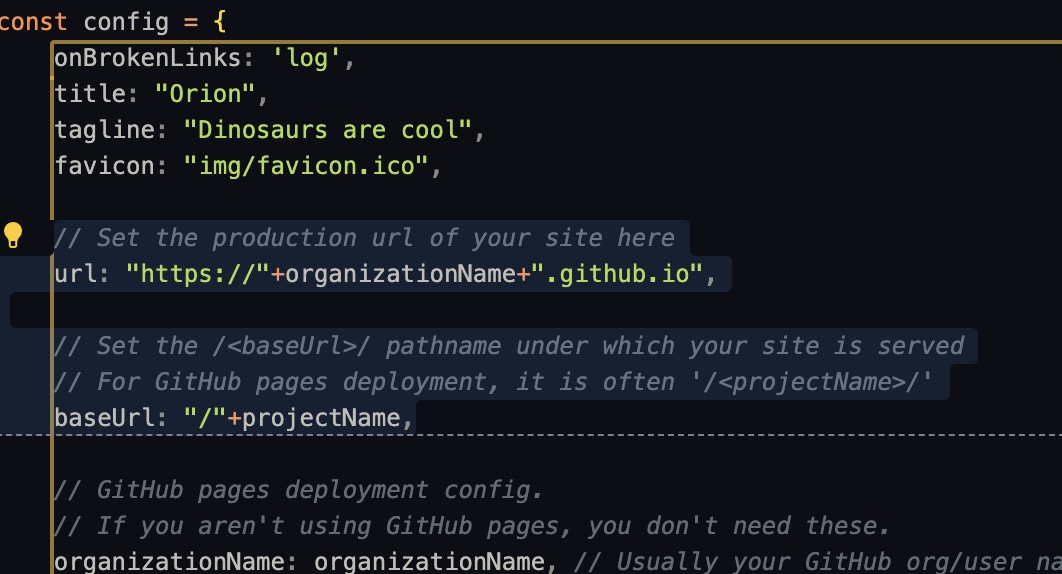 const config = {
onBrokenLinks: 'log',
title: "Orion",
tagline: "Dinosaurs are cool",
favicon: "img/favicon.ico",
// Set the production url of your site here
url: "https://"+organizationName+".github.io",
// Set the /<baseUrl>/ pathname under which your site is served
// For GitHub pages deployment, it is often '/<projectName>/'
baseUrl: "/"+projectName,
// GitHub pages deployment config.
// If you aren't using GitHub pages, you don't need these.
organizationName: organizationName, // Usually your GitHub org/user